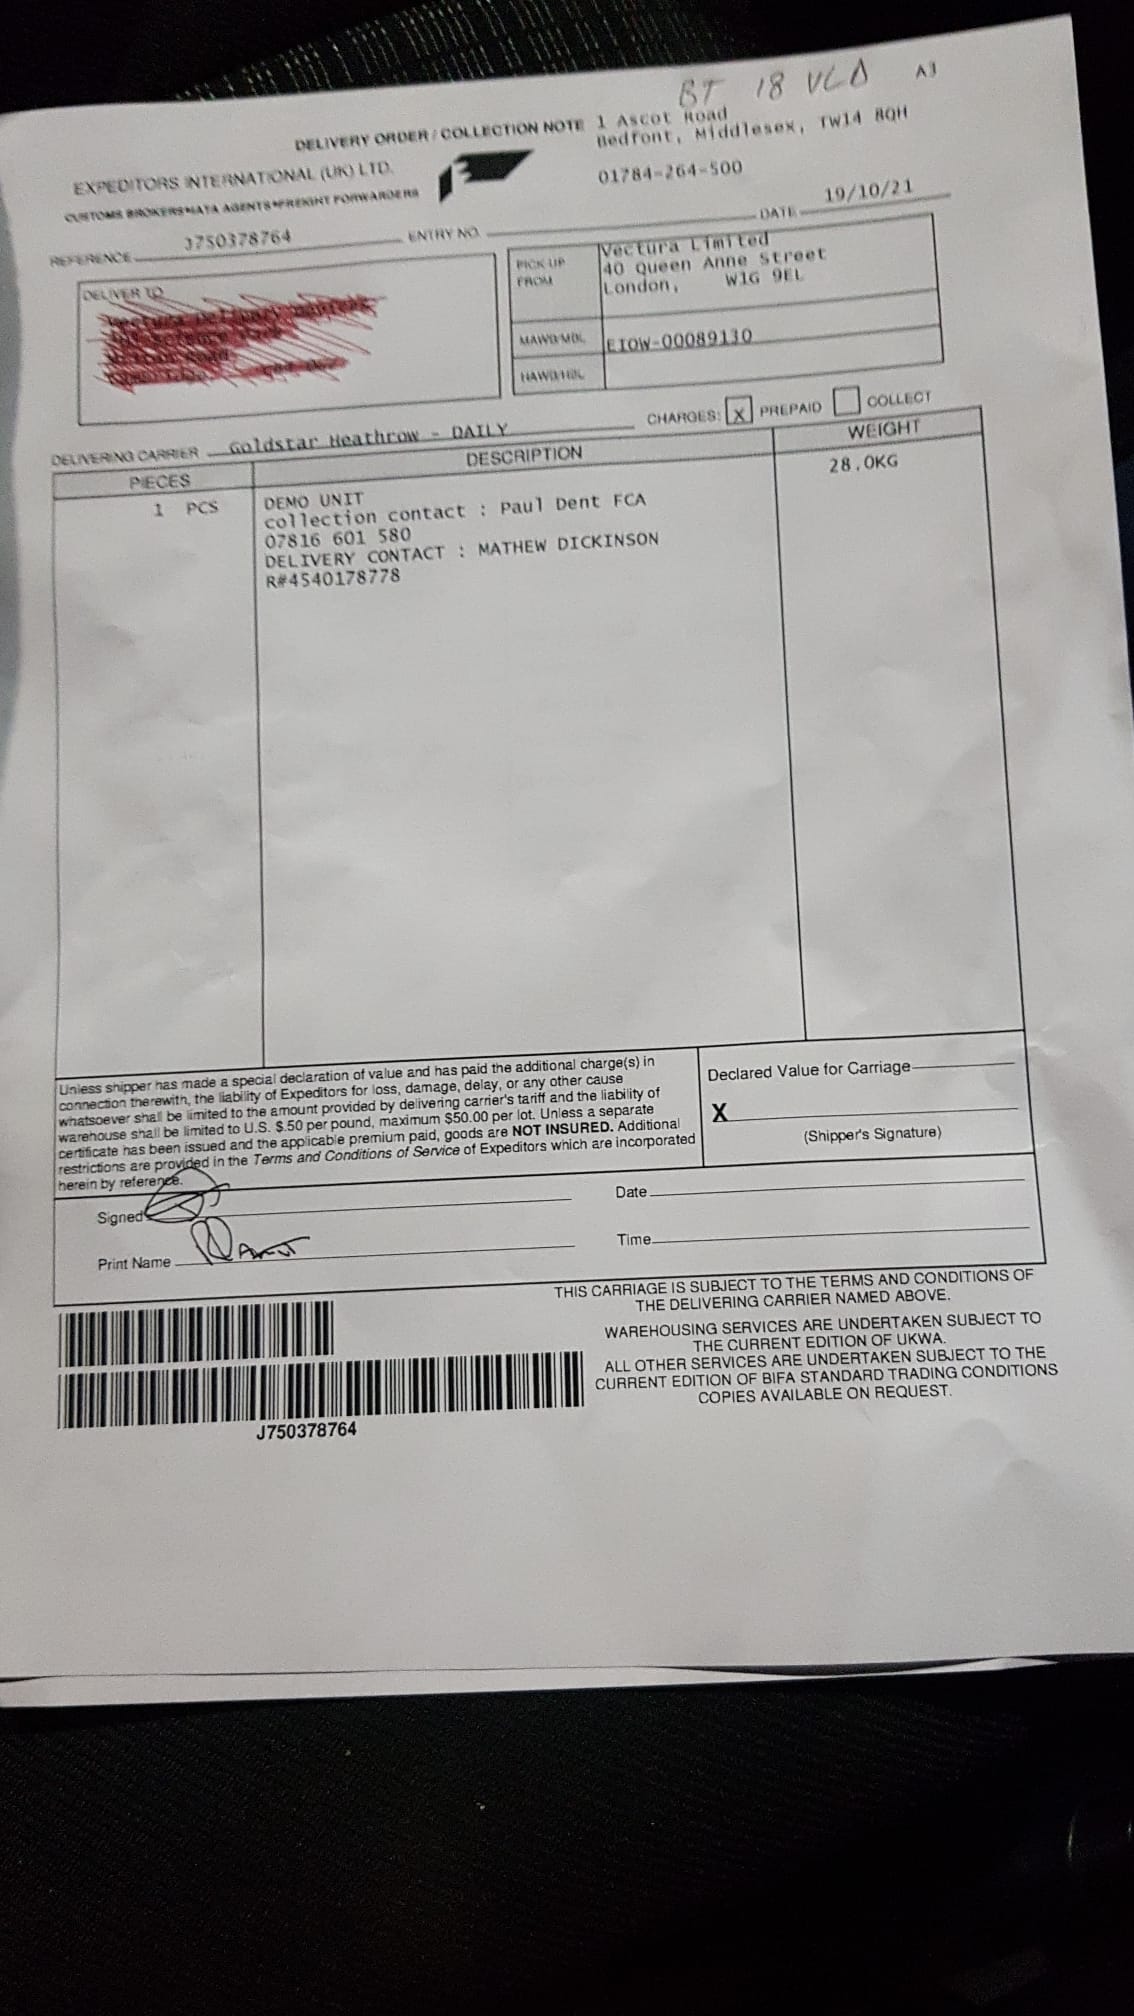 BT 18 VLD A3
DELIVERY ORDER / COLLECTION NOTE
1 Ascot Road
Bedfont, Middlesex, TW14 8QH
EXPEDITORS INTERNATIONAL (UK) LTD.
CUSTOMS BROKERS•IATA AGENTS•FREIGHT FORWARDERS
01784-264-500
REFERENCE J750378764 ENTRY NO. DATE 19/10/21
DELIVER TO
PICK UP FROM
Vectura Limited
40 Queen Anne Street
London, W1G 9EL
MAWB/MBL EIOW-00089130
HAWB/HBL
CHARGES: X PREPAID COLLECT
DELIVERING CARRIER Goldstar Heathrow - DAILY
PIECES DESCRIPTION WEIGHT
1 PCS DEMO UNIT 28.0KG
collection contact : Paul Dent FCA
07816 601 580
DELIVERY CONTACT : MATHEW DICKINSON
R#4540178778
Unless shipper has made a special declaration of value and has paid the additional charge(s) in
connection therewith, the liability of Expeditors for loss, damage, delay, or any other cause
whatsoever shall be limited to the amount provided by delivering carrier's tariff and the liability of
warehouse shall be limited to U.S. $.50 per pound, maximum $50.00 per lot. Unless a separate
certificate has been issued and the applicable premium paid, goods are NOT INSURED. Additional
restrictions are provided in the Terms and Conditions of Service of Expeditors which are incorporated
herein by reference.
Declared Value for Carriage
X
(Shipper's Signature)
Signed
Date
Print Name
Time
THIS CARRIAGE IS SUBJECT TO THE TERMS AND CONDITIONS OF
THE DELIVERING CARRIER NAMED ABOVE.
WAREHOUSING SERVICES ARE UNDERTAKEN SUBJECT TO
THE CURRENT EDITION OF UKWA.
ALL OTHER SERVICES ARE UNDERTAKEN SUBJECT TO THE
CURRENT EDITION OF BIFA STANDARD TRADING CONDITIONS
COPIES AVAILABLE ON REQUEST.
J750378764